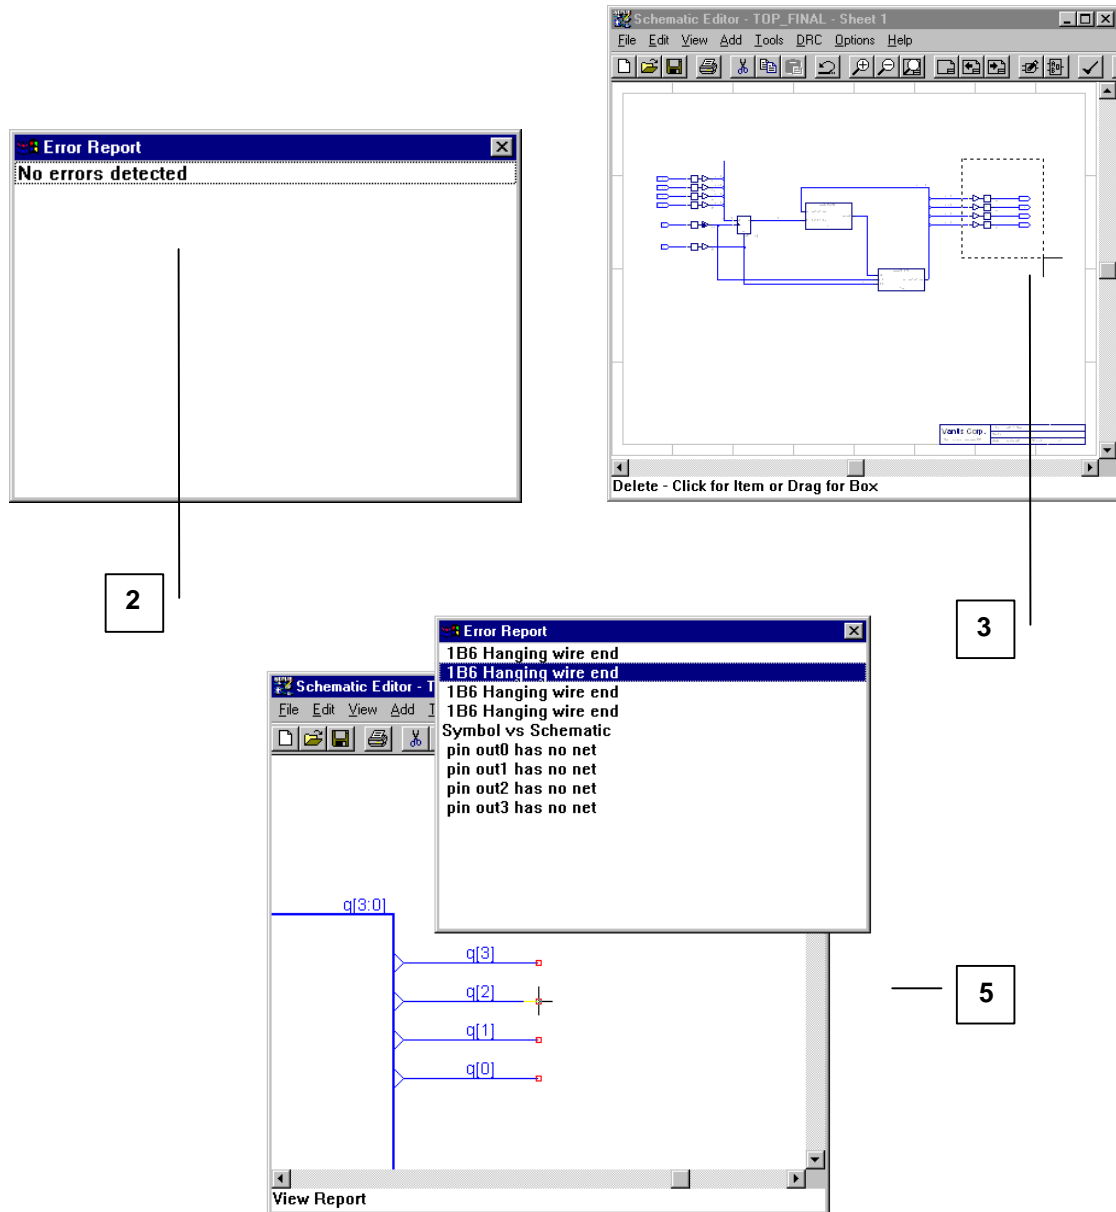 Schematic Editor - TOP_FINAL - Sheet 1
File Edit View Add Tools DRC Options Help
Vantis Corp.
Delete - Click for Item or Drag for Box
Error Report
No errors detected
2
3
Error Report
1B6 Hanging wire end
1B6 Hanging wire end
1B6 Hanging wire end
1B6 Hanging wire end
Symbol vs Schematic
pin out0 has no net
pin out1 has no net
pin out2 has no net
pin out3 has no net
Schematic Editor - T
File Edit View Add
q[3:0]
q[3]
q[2]
q[1]
q[0]
View Report
5